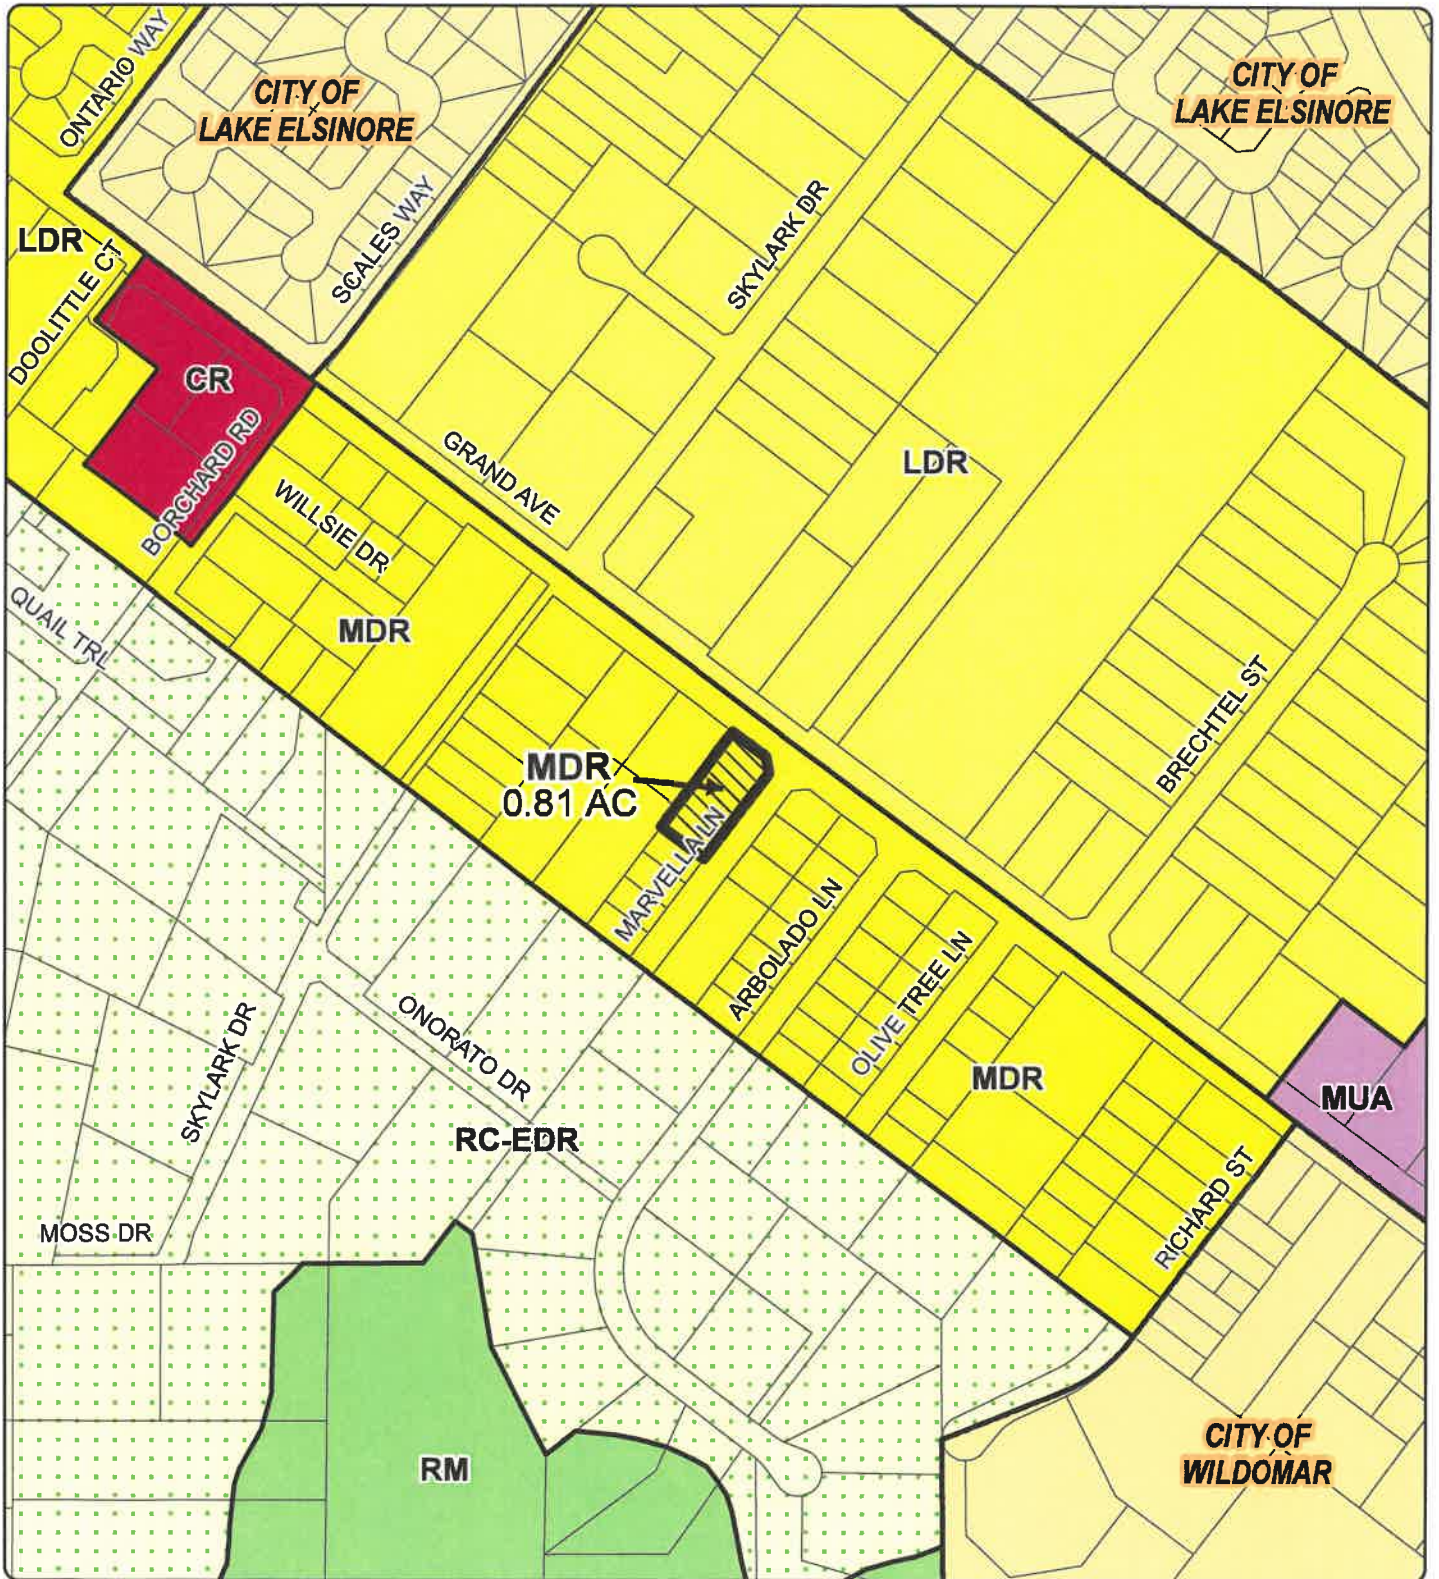 ONTARIO WAY
CITY OF
LAKE ELSINORE
CITY OF
LAKE ELSINORE
SCALES WAY
SKYLARK DR
LDR
DOOLITTLE CT
CR
BORCHARD RD
GRAND AVE
LDR
WILLSIE DR
QUAIL TRL
MDR
BRECHTEL ST
MDR
0.81 AC
MARVELLA LN
ARBOLADO LN
OLIVE TREE LN
SKYLARK DR
ONORATO DR
MDR
MUA
RC-EDR
RICHARD ST
MOSS DR
RM
CITY OF
WILDOMAR